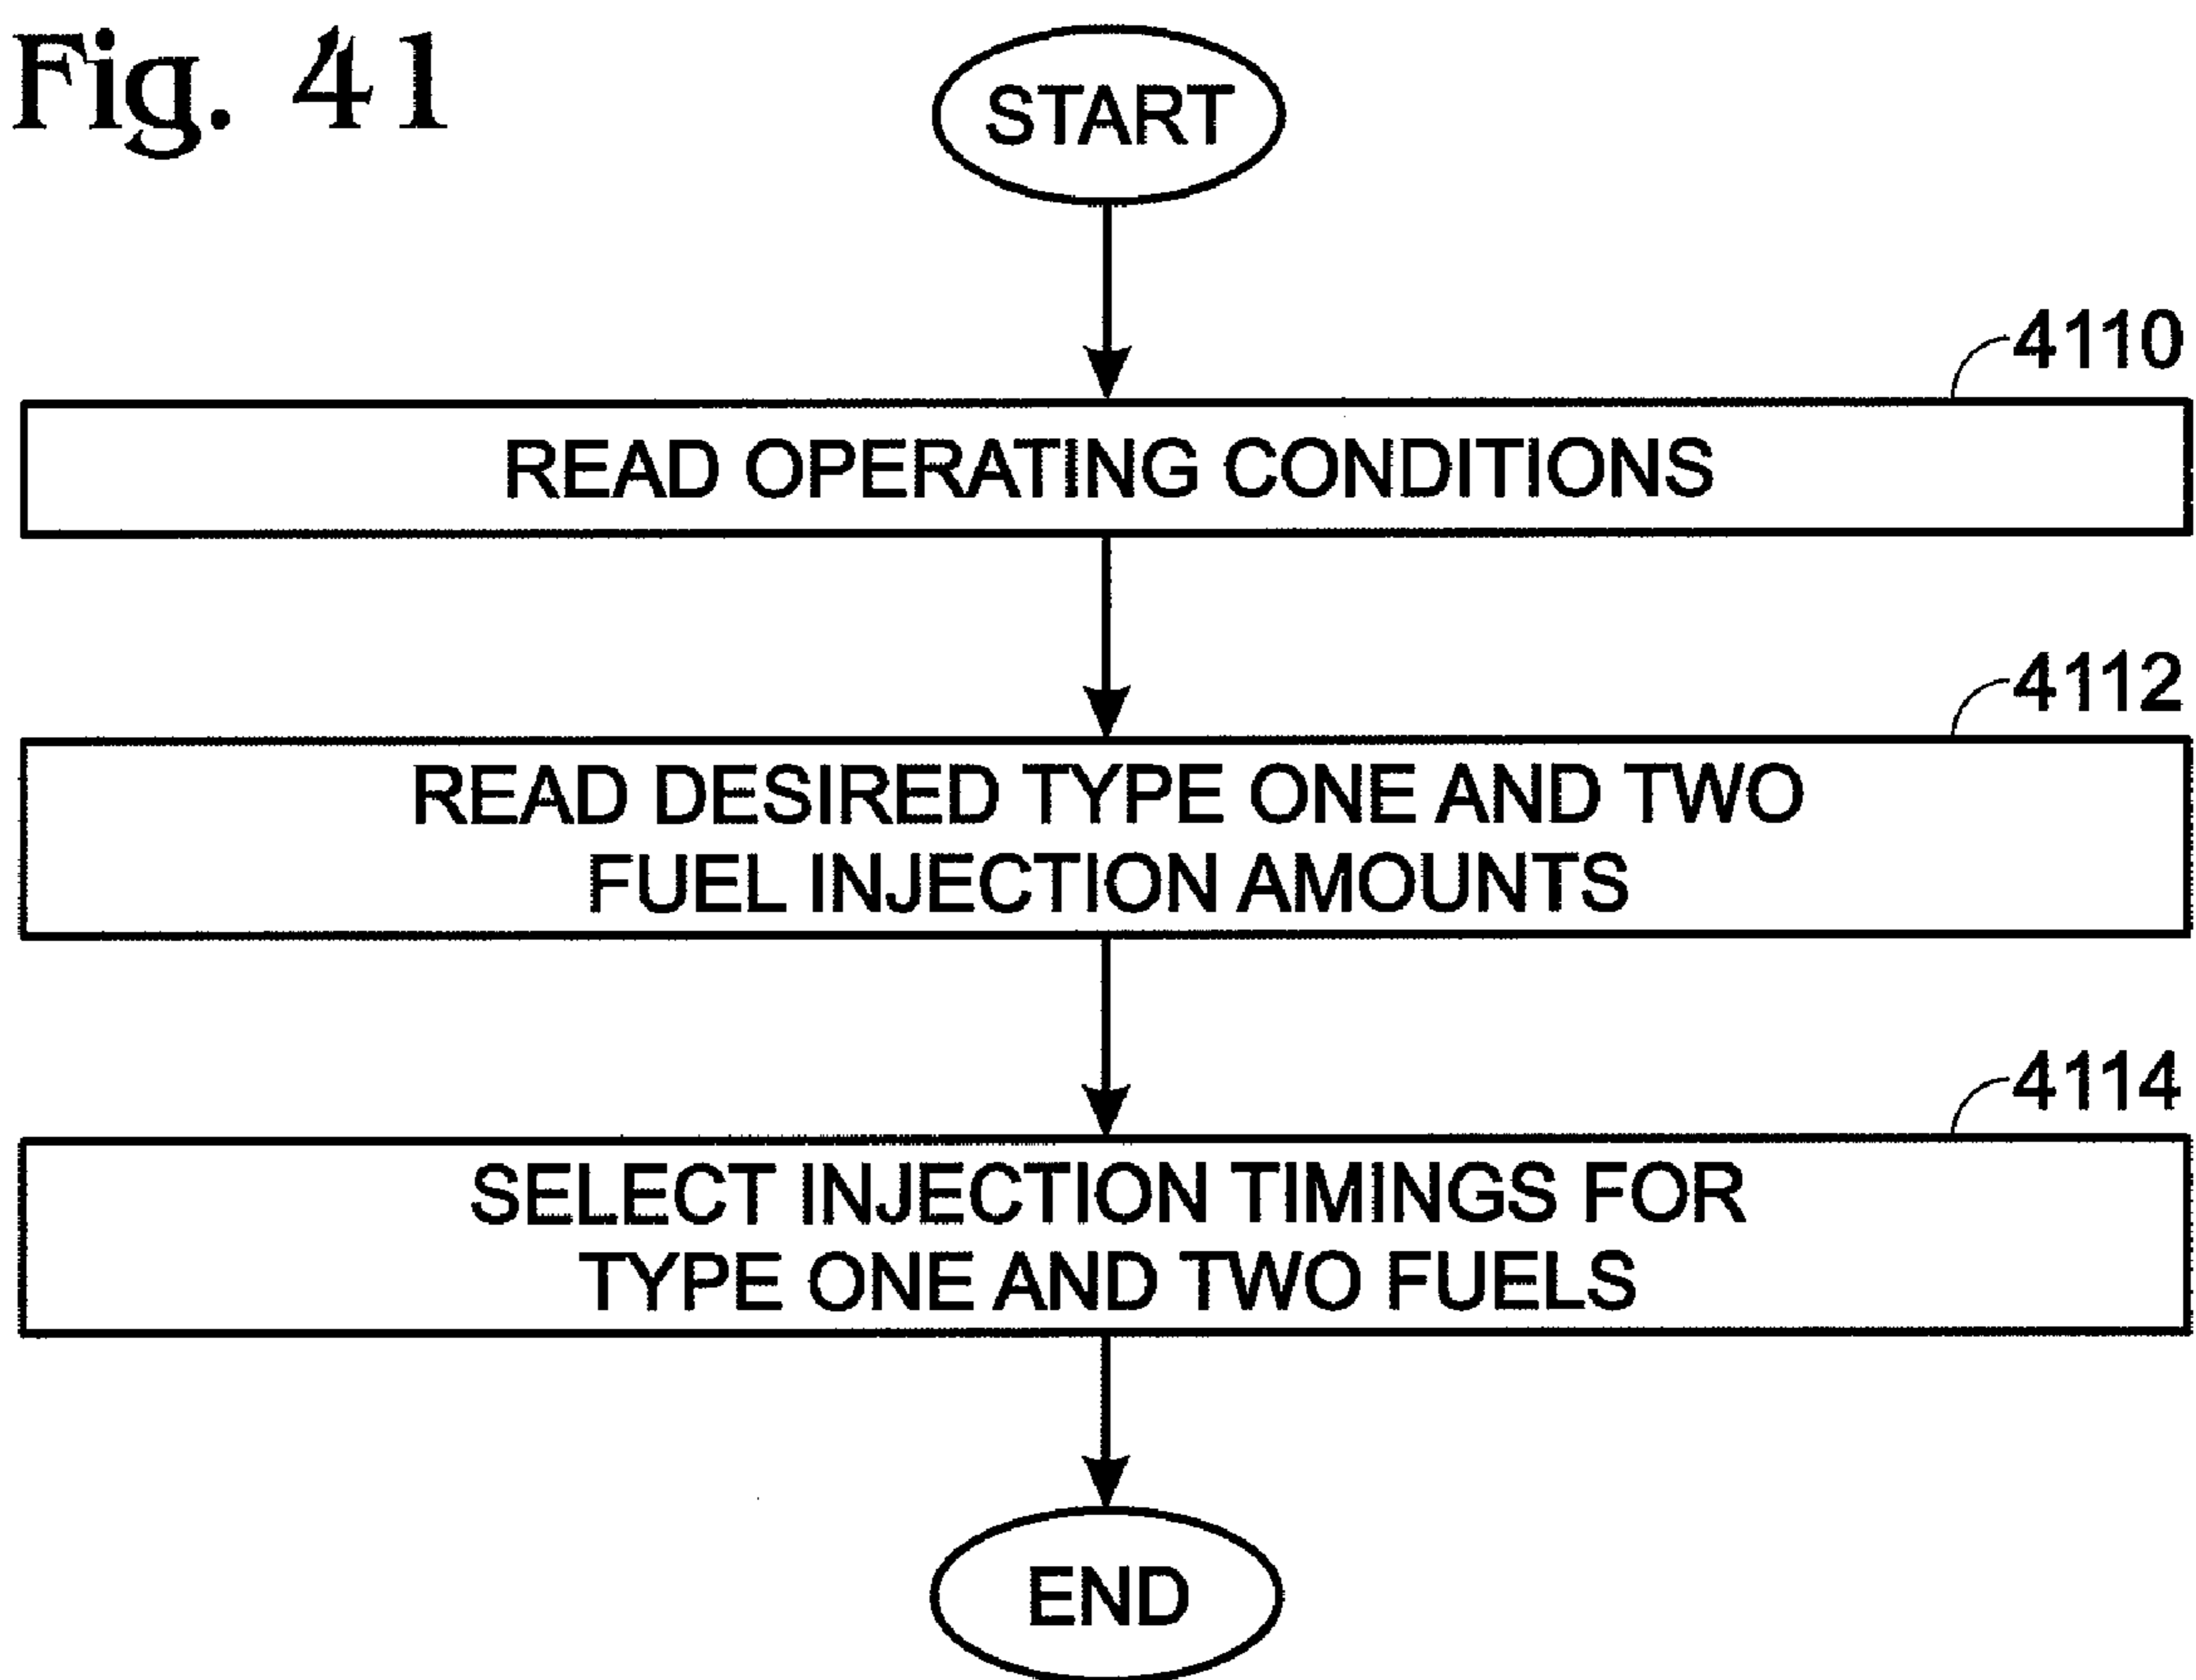 Fig. 41
START
4110
READ OPERATING CONDITIONS
4112
READ DESIRED TYPE ONE AND TWO
FUEL INJECTION AMOUNTS
4114
SELECT INJECTION TIMINGS FOR
TYPE ONE AND TWO FUELS
END